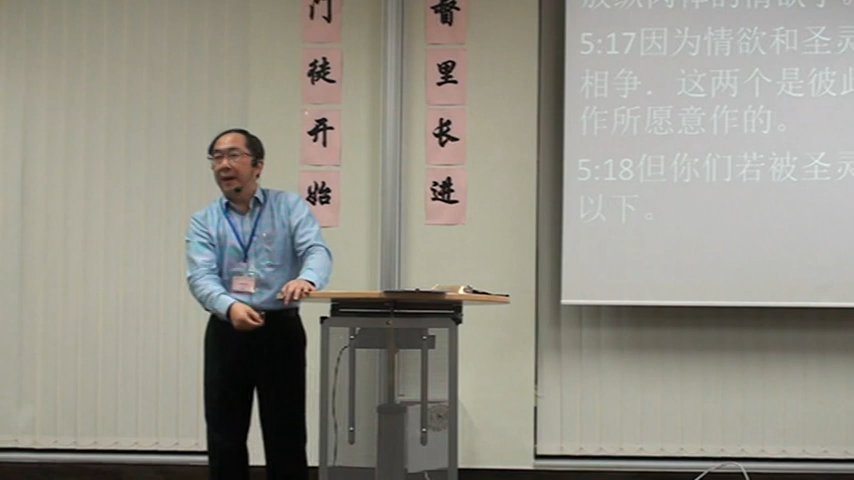 门徒开始
督里长进
放纵肉体的情欲了。
5:17因为情欲和圣灵
相争．这两个是彼此
作所愿意作的。
5:18但你们若被圣灵
以下。